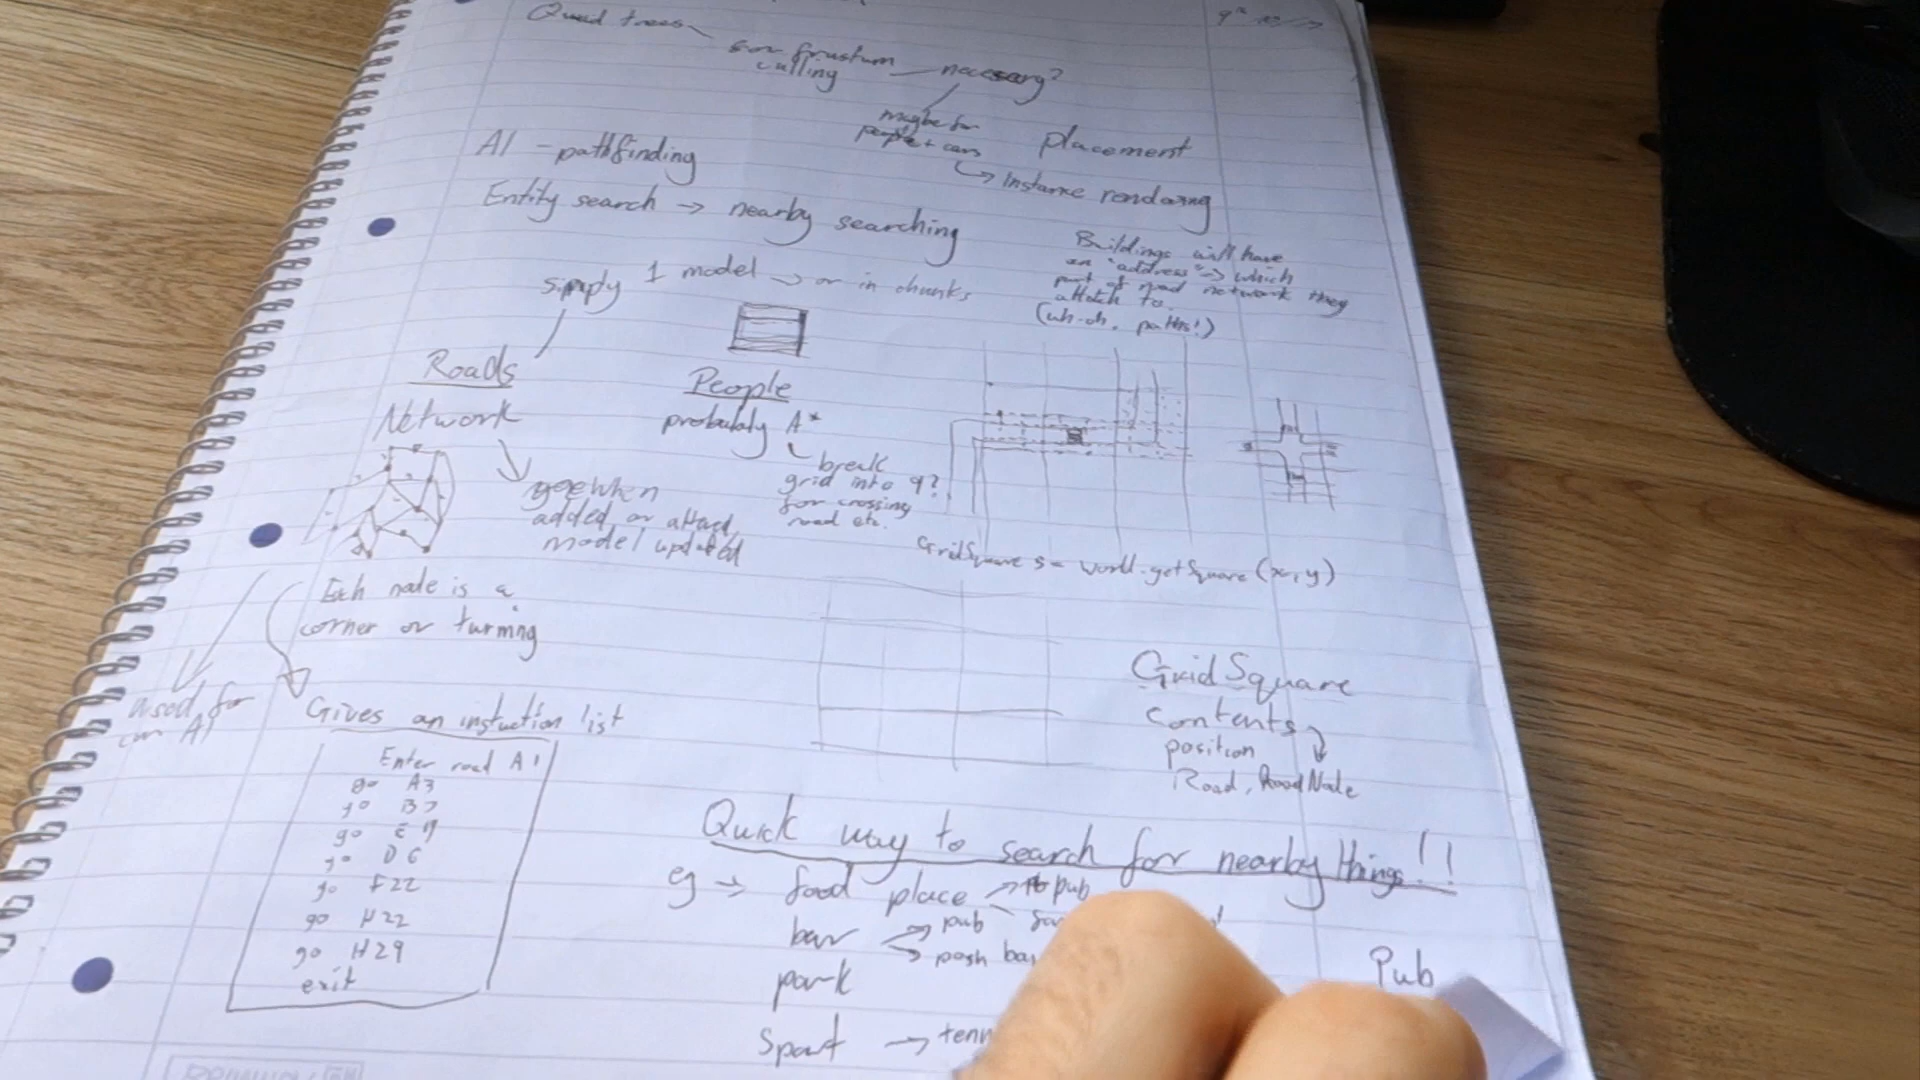 Quad trees
for frustum
culling
necessary?
maybe for
people + cars
placement
Instance rendering
AI - pathfinding
Entity search → nearby searching
simply
1 model → or in chunks
Buildings will have
an "address" → which
part of road network they
attach to.
(uh-oh, paths!)
Roads
Network
gen when
added or attach
model updated
People
probably A*
break
grid into 9?
for crossing
road etc.
GridSquare s = world.getSquare(x,y)
Each node is a
corner or turning
used for
car AI
Gives an instuction list
Enter road A1
go A3
go B7
go
go D6
go F22
go H22
go H29
exit
GridSquare
contents
position
Road, RoadNode
Quick way to search for nearby things!!
eg → food place → pub
bar → pub
→ posh bar
park
Sport → tenn
Pub